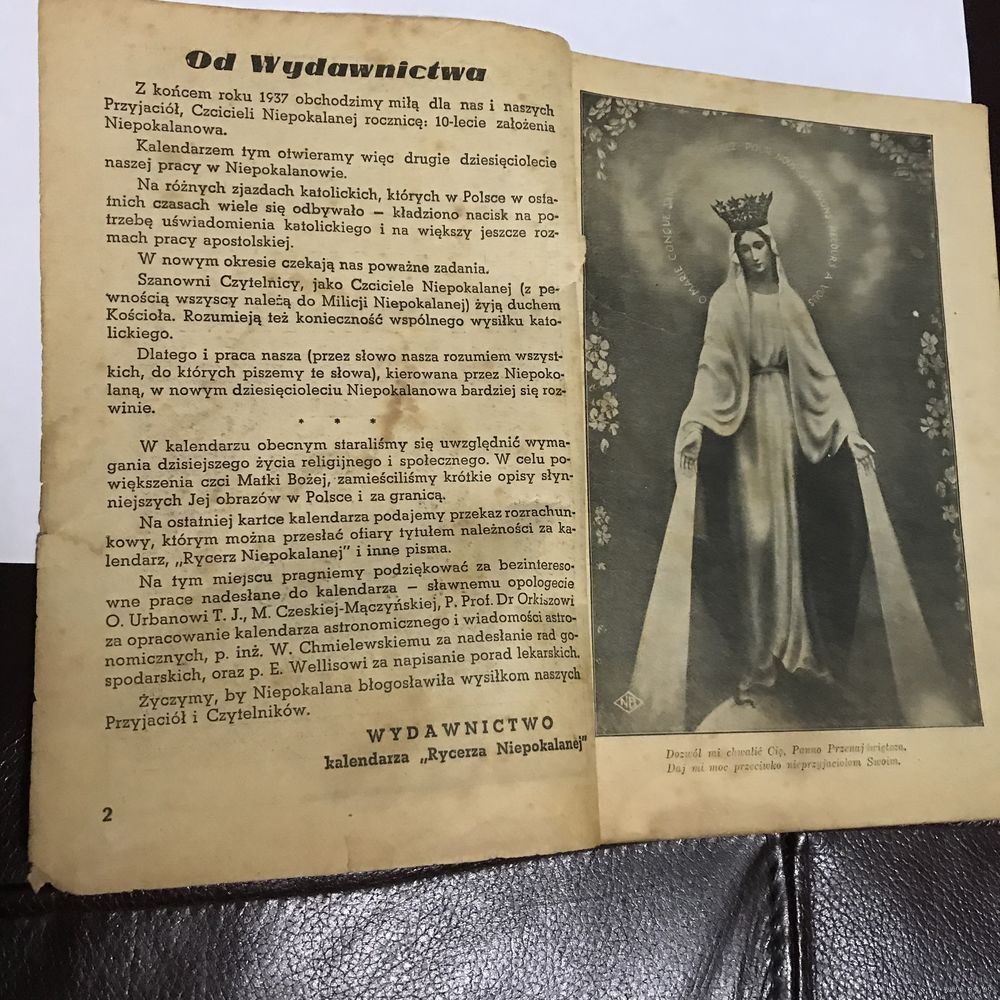 Od Wydawnictwa
Z końcem roku 1937 obchodzimy miłą dla nas i naszych
Przyjaciół, Czcicieli Niepokalanej rocznicę: 10-lecie założenia
Niepokalanowa.
Kalendarzem tym otwieramy więc drugie dziesięciolecie
naszej pracy w Niepokalanowie.
Na różnych zjazdach katolickich, których w Polsce w osta-
tnich czasach wiele się odbywało — kładziono nacisk na po-
trzebę uświadomienia katolickiego i na większy jeszcze roz-
mach pracy apostolskiej.
W nowym okresie czekają nas poważne zadania.
Szanowni Czytelnicy, jako Czciciele Niepokalanej (z pe-
wnością wszyscy należą do Milicji Niepokalanej) żyją duchem
Kościoła. Rozumieją też konieczność wspólnego wysiłku kato-
lickiego.
Dlatego i praca nasza (przez słowo nasza rozumiem wszyst-
kich, do których piszemy te słowa), kierowana przez Niepoko-
laną, w nowym dziesięcioleciu Niepokalanowa bardziej się roz-
winie.
* * *
W kalendarzu obecnym staraliśmy się uwzględnić wyma-
gania dzisiejszego życia religijnego i społecznego. W celu po-
większenia czci Matki Bożej, zamieściliśmy krótkie opisy słyn-
niejszych Jej obrazów w Polsce i za granicą.
Na ostatniej kartce kalendarza podajemy przekaz rozrachun-
kowy, którym można przesłać ofiary tytułem należności za ka-
lendarz, „Rycerz Niepokalanej" i inne pisma.
Na tym miejscu pragniemy podziękować za bezintereso-
wne prace nadesłane do kalendarza — sławnemu opologecie
O. Urbanowi T. J., M. Czeskiej-Mączyńskiej, P. Prof. Dr Orkiszowi
za opracowanie kalendarza astronomicznego i wiadomości astro-
nomicznych, p. inż. W. Chmielewskiemu za nadesłanie rad go-
spodarskich, oraz p. E. Wellisowi za napisanie porad lekarskich.
Życzymy, by Niepokalana błogosławiła wysiłkom naszych
Przyjaciół i Czytelników.
WYDAWNICTWO
kalendarza „Rycerza Niepokalanej"
2
O MARIE CONÇUE POUR NOUS A VOUS
Dozwól mi chwalić Cię, Panno Przenajświętsza,
Daj mi moc przeciwko nieprzyjaciołom Swoim.